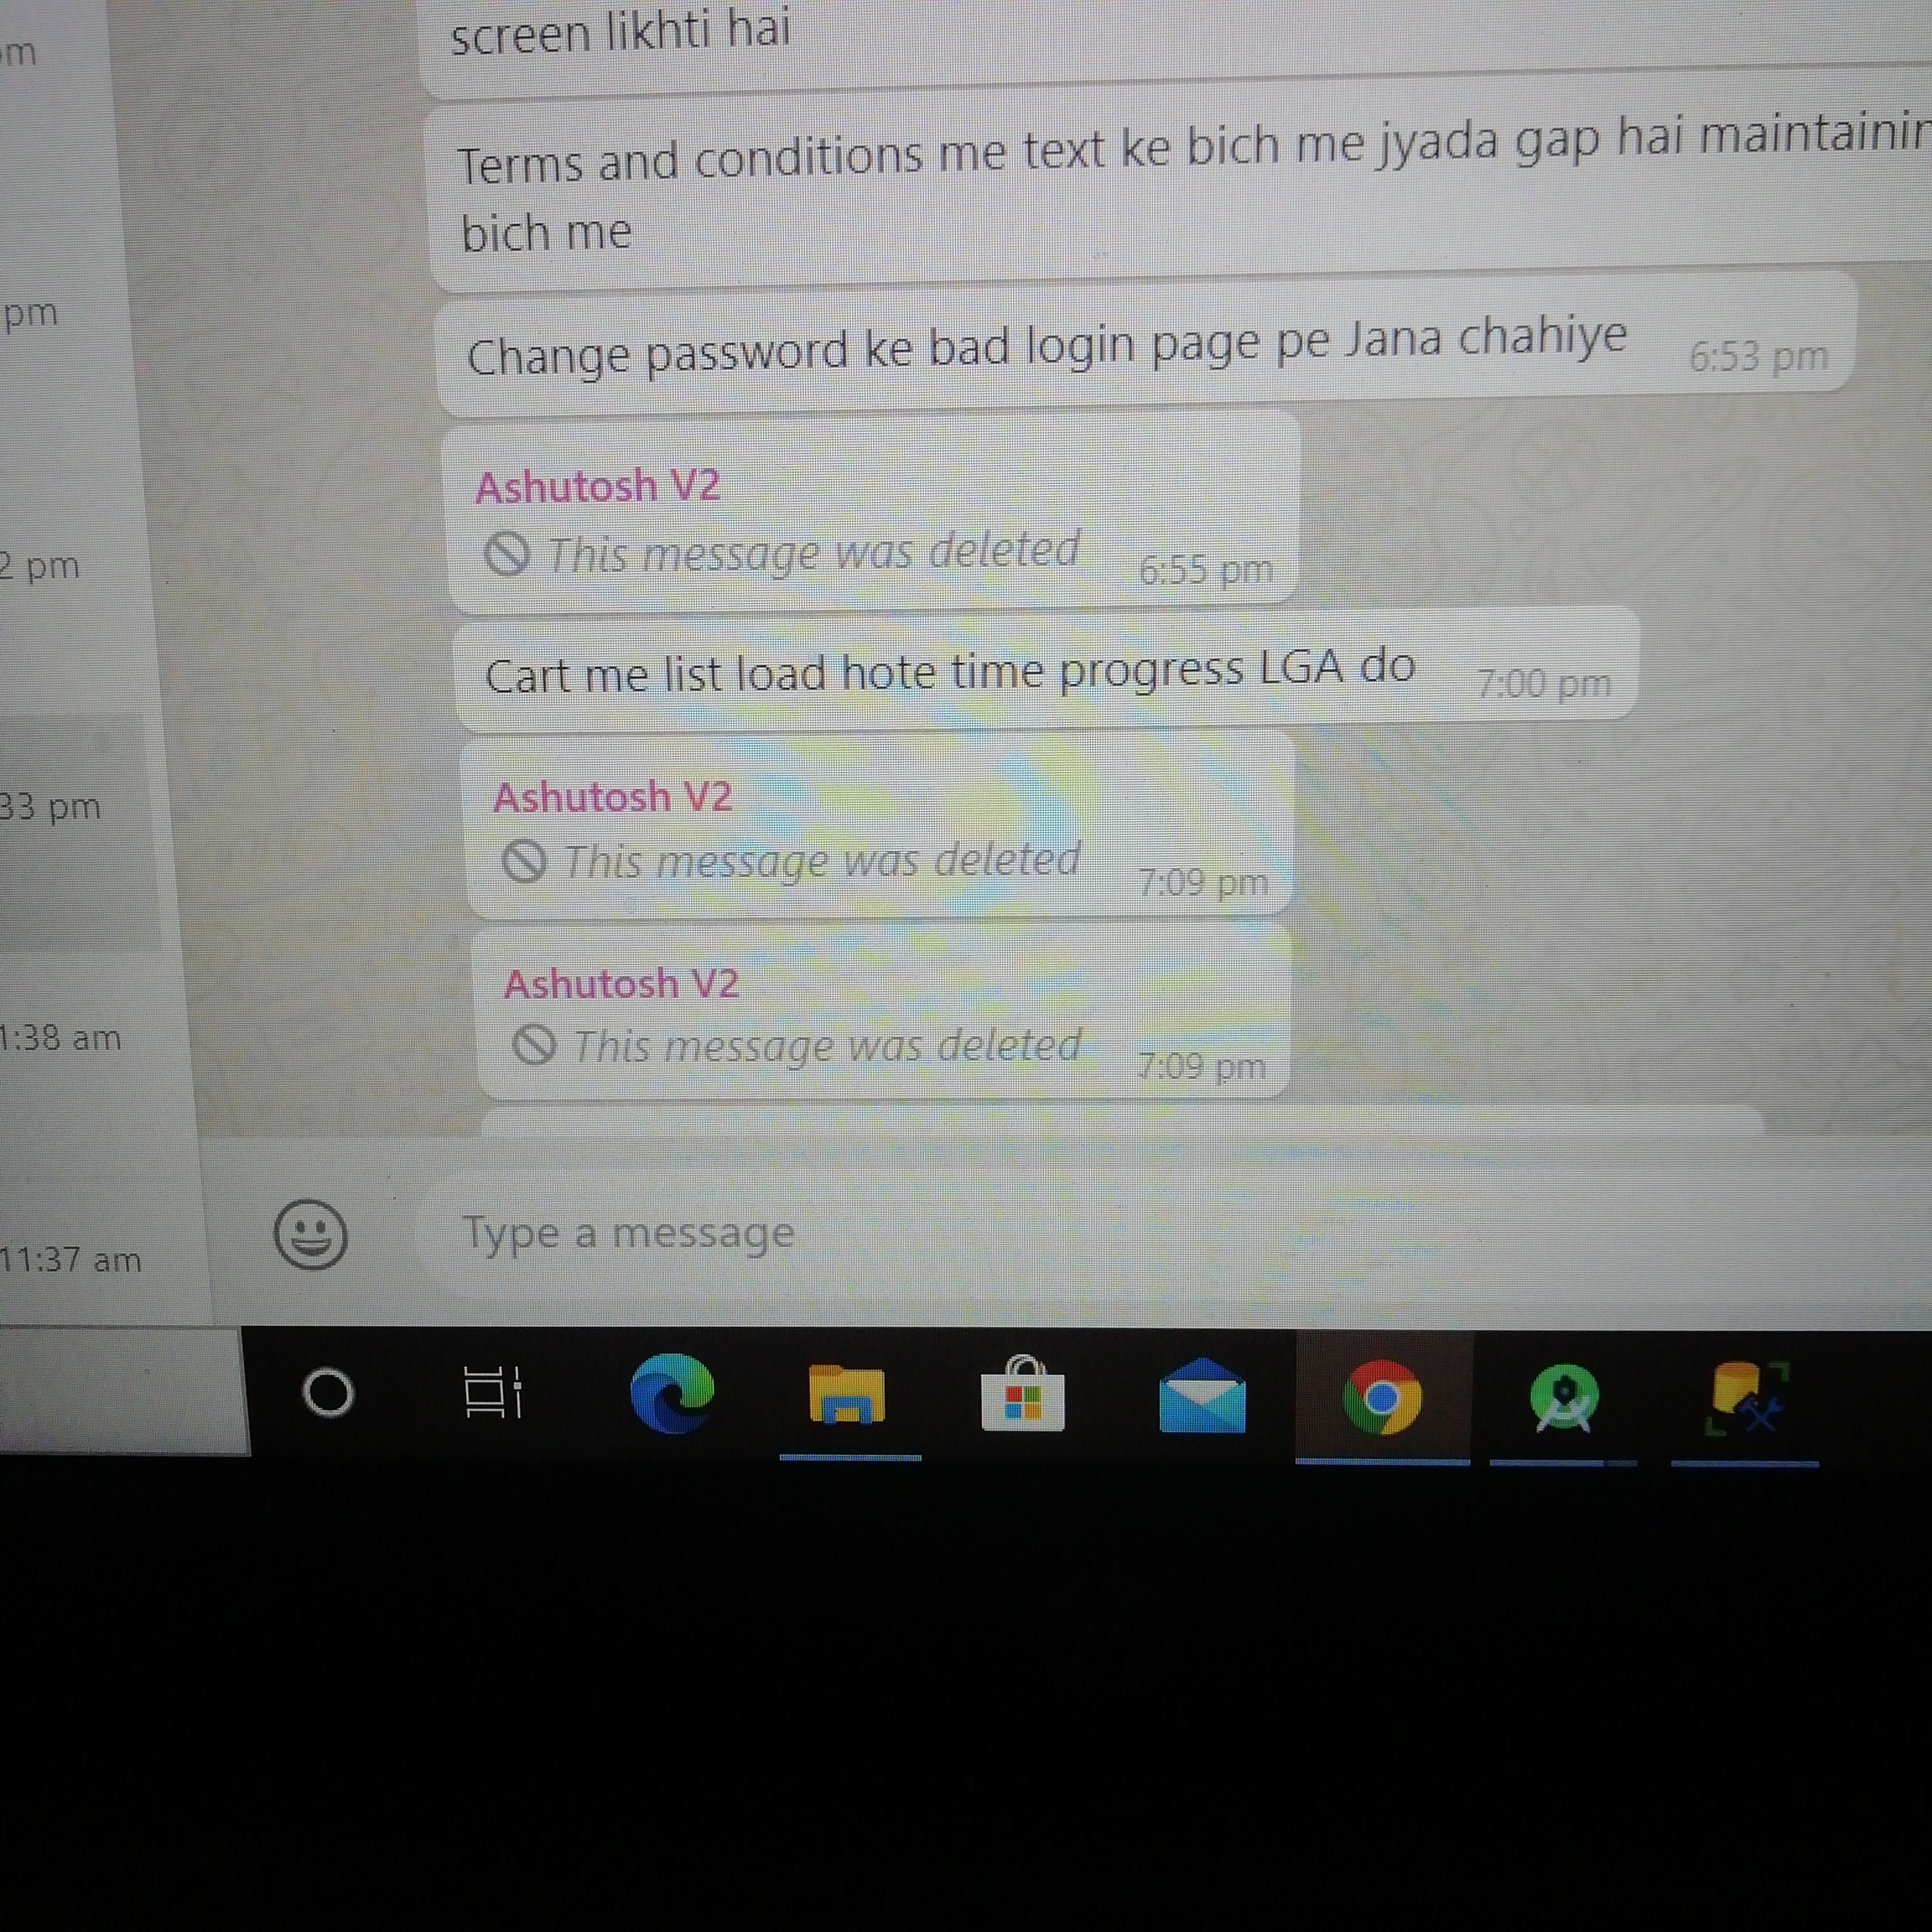 screen likhti hai
Terms and conditions me text ke bich me jyada gap hai
bich me
Change password ke bad login page pe Jana chahiye
6:53 pm
Ashutosh V2
This message was deleted
6:55 pm
Cart me list load hote time progress LGA do
7:00 pm
Ashutosh V2
This message was deleted
7:09 pm
Ashutosh V2
This message was deleted
7:09 pm
Type a message
pm
2 pm
33 pm
1:38 am
11:37 am